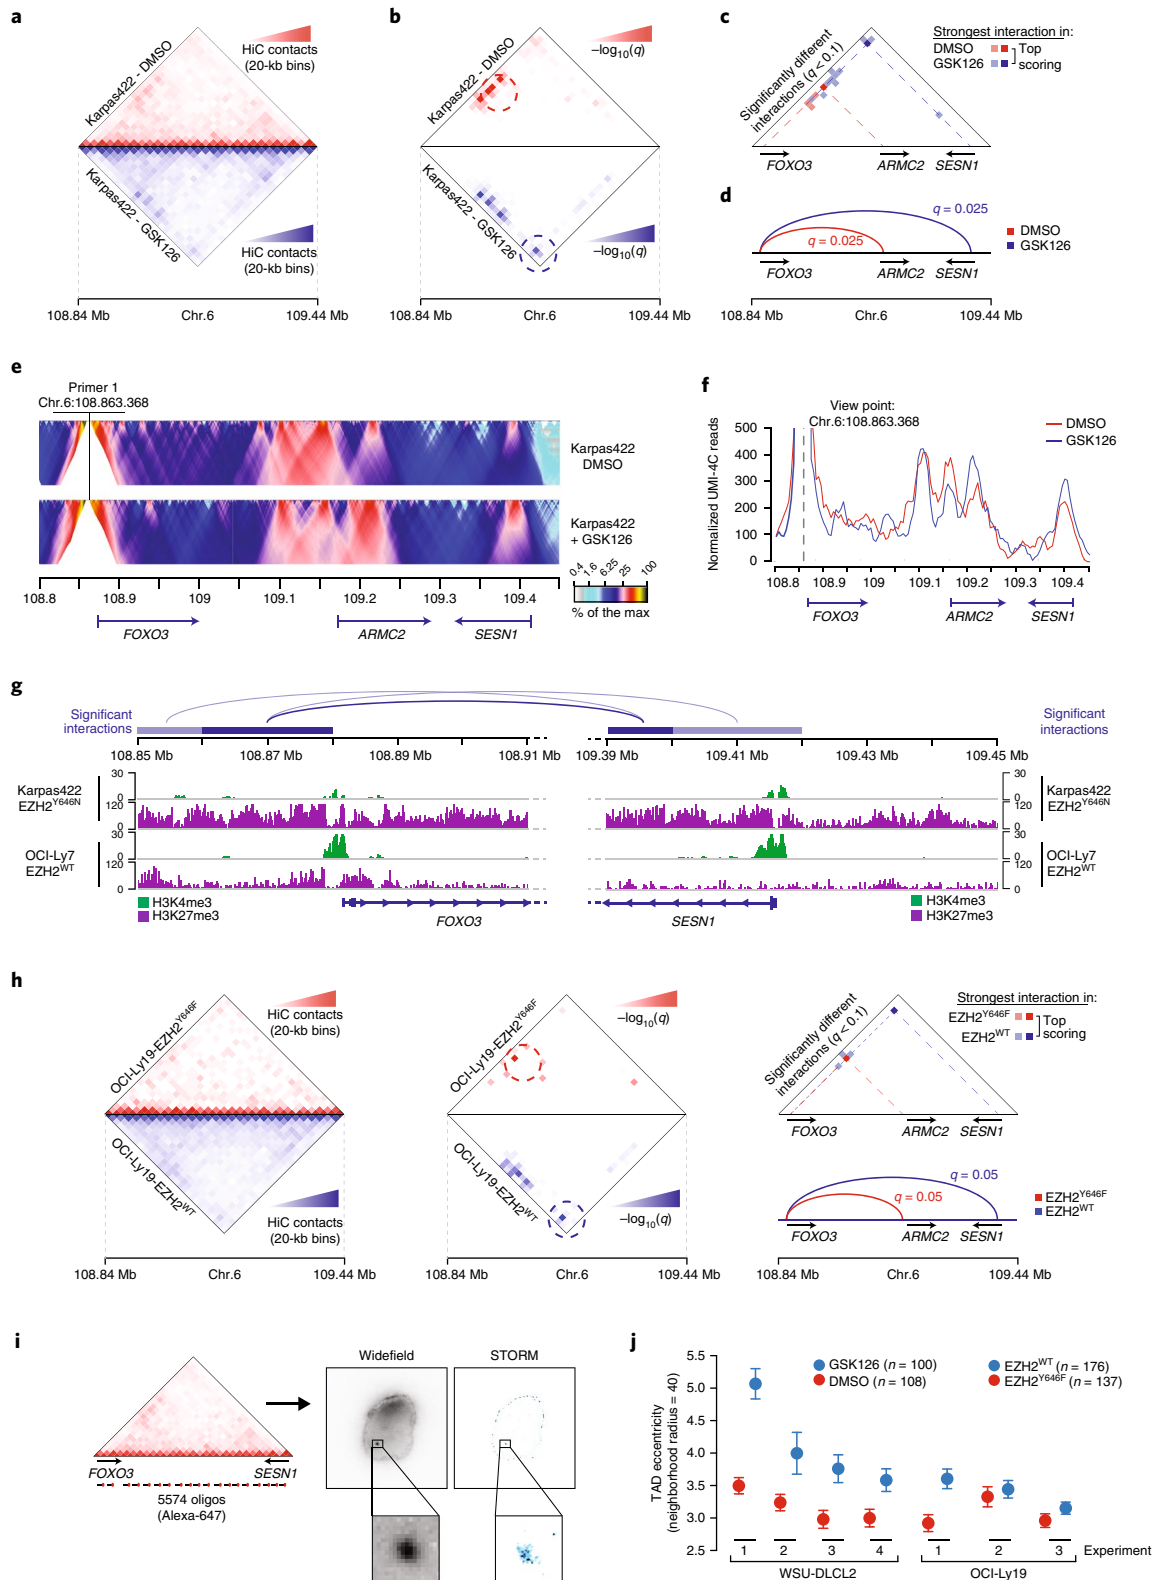 a
Karpas422 - DMSO
HiC contacts
(20-kb bins)
Karpas422 - GSK126
HiC contacts
(20-kb bins)
108.84 Mb Chr.6 109.44 Mb
b
Karpas422 - DMSO
–log10(q)
Karpas422 - GSK126
–log10(q)
108.84 Mb Chr.6 109.44 Mb
c
Significantly different
interactions (q < 0.1)
Strongest interaction in:
DMSO Top
GSK126 scoring
FOXO3 ARMC2 SESN1
d
q = 0.025
q = 0.025
DMSO
GSK126
FOXO3 ARMC2 SESN1
108.84 Mb Chr.6 109.44 Mb
e
Primer 1
Chr.6:108.863.368
Karpas422
DMSO
Karpas422
+ GSK126
0.4 1.6 6.25 25 100
% of the max
108.8 108.9 109 109.1 109.2 109.3 109.4
FOXO3 ARMC2 SESN1
f
View point:
Chr.6:108.863.368
DMSO
GSK126
Normalized UMI-4C reads
500
400
300
200
100
0
108.8 108.9 109 109.1 109.2 109.3 109.4
FOXO3 ARMC2 SESN1
g
Significant
interactions
Significant
interactions
108.85 Mb 108.87 Mb 108.89 Mb 108.91 Mb 109.39 Mb 109.41 Mb 109.43 Mb 109.45 Mb
Karpas422
EZH2Y646N
30
0
120
0
OCI-Ly7
EZH2WT
30
0
120
0
30
0
120
0
Karpas422
EZH2Y646N
30
0
120
0
OCI-Ly7
EZH2WT
H3K4me3
H3K27me3
FOXO3
SESN1
H3K4me3
H3K27me3
h
OCI-Ly19-EZH2Y646F
HiC contacts
(20-kb bins)
OCI-Ly19-EZH2WT
HiC contacts
(20-kb bins)
108.84 Mb Chr.6 109.44 Mb
OCI-Ly19-EZH2Y646F
–log10(q)
OCI-Ly19-EZH2WT
–log10(q)
108.84 Mb Chr.6 109.44 Mb
Significantly different
interactions (q < 0.1)
Strongest interaction in:
EZH2Y646F Top
EZH2WT scoring
FOXO3 ARMC2 SESN1
q = 0.05
q = 0.05
EZH2Y646F
EZH2WT
FOXO3 ARMC2 SESN1
108.84 Mb Chr.6 109.44 Mb
i
FOXO3 SESN1
5574 oligos
(Alexa-647)
Widefield
STORM
j
GSK126 (n = 100)
DMSO (n = 108)
EZH2WT (n = 176)
EZH2Y646F (n = 137)
TAD eccentricity
(neighborhood radius = 40)
5.5
5.0
4.5
4.0
3.5
3.0
2.5
1 2 3 4 1 2 3 Experiment
WSU-DLCL2 OCI-Ly19